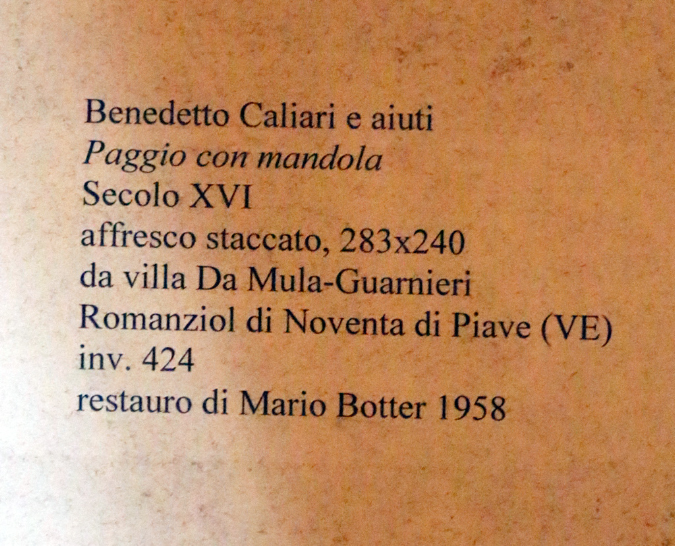 Benedetto Caliari e aiuti
Paggio con mandola
Secolo XVI
affresco staccato, 283x240
da villa Da Mula-Guarnieri
Romanziol di Noventa di Piave (VE)
inv. 424
restauro di Mario Botter 1958